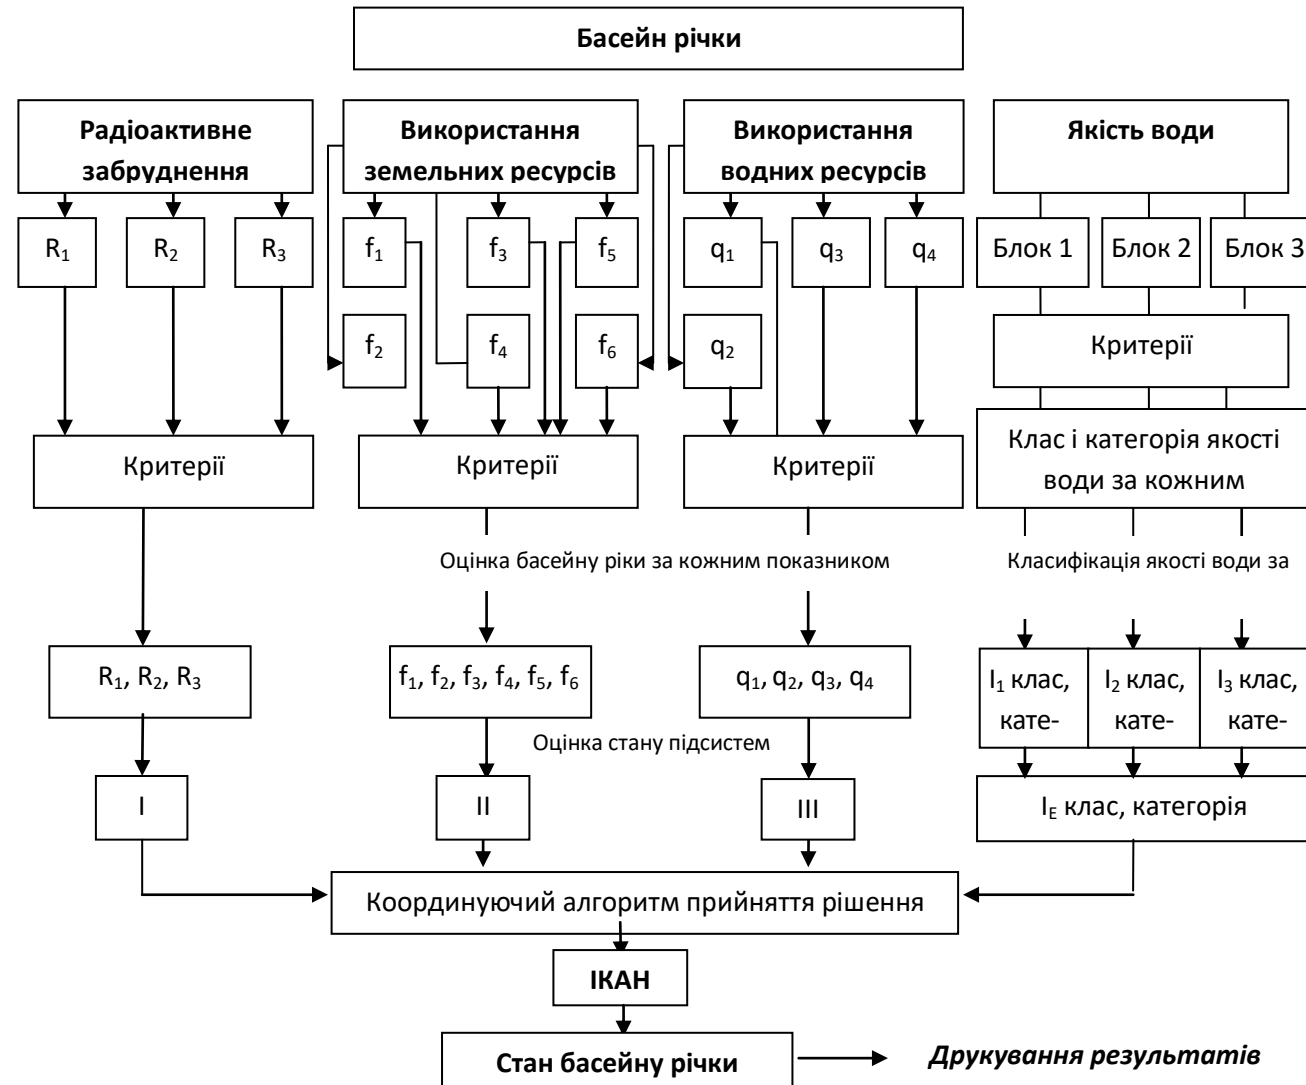 Басейн річки
Радіоактивне
забруднення
Використання
земельних ресурсів
Використання
водних ресурсів
Якість води
R₁
R₂
R₃
f₁
f₃
f₅
q₁
q₃
q₄
Блок 1
Блок 2
Блок 3
f₂
f₄
f₆
q₂
Критерії
Критерії
Критерії
Критерії
Клас і категорія якості
води за кожним
Оцінка басейну ріки за кожним показником
Класифікація якості води за
R₁, R₂, R₃
f₁, f₂, f₃, f₄, f₅, f₆
q₁, q₂, q₃, q₄
I₁ клас,
кате-
I₂ клас,
кате-
I₃ клас,
кате-
Оцінка стану підсистем
I
II
III
I_E клас, категорія
Координуючий алгоритм прийняття рішення
ІКАН
Стан басейну річки
Друкування результатів